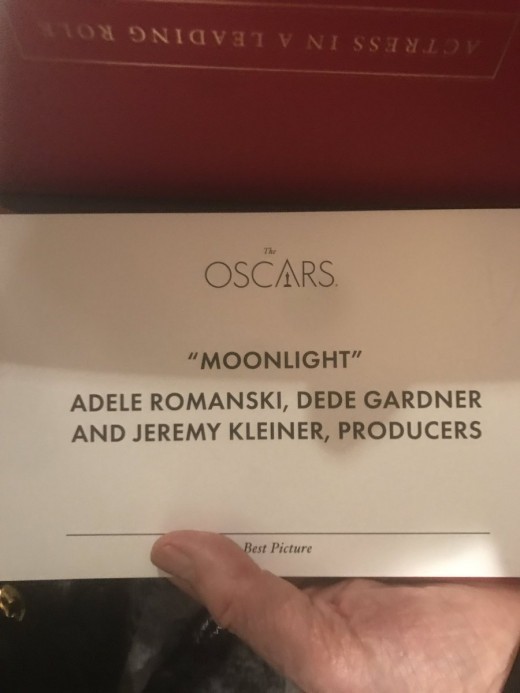 ACTRESS IN A LEADING ROLE
The
OSCARS.
“MOONLIGHT”
ADELE ROMANSKI, DEDE GARDNER
AND JEREMY KLEINER, PRODUCERS
Best Picture